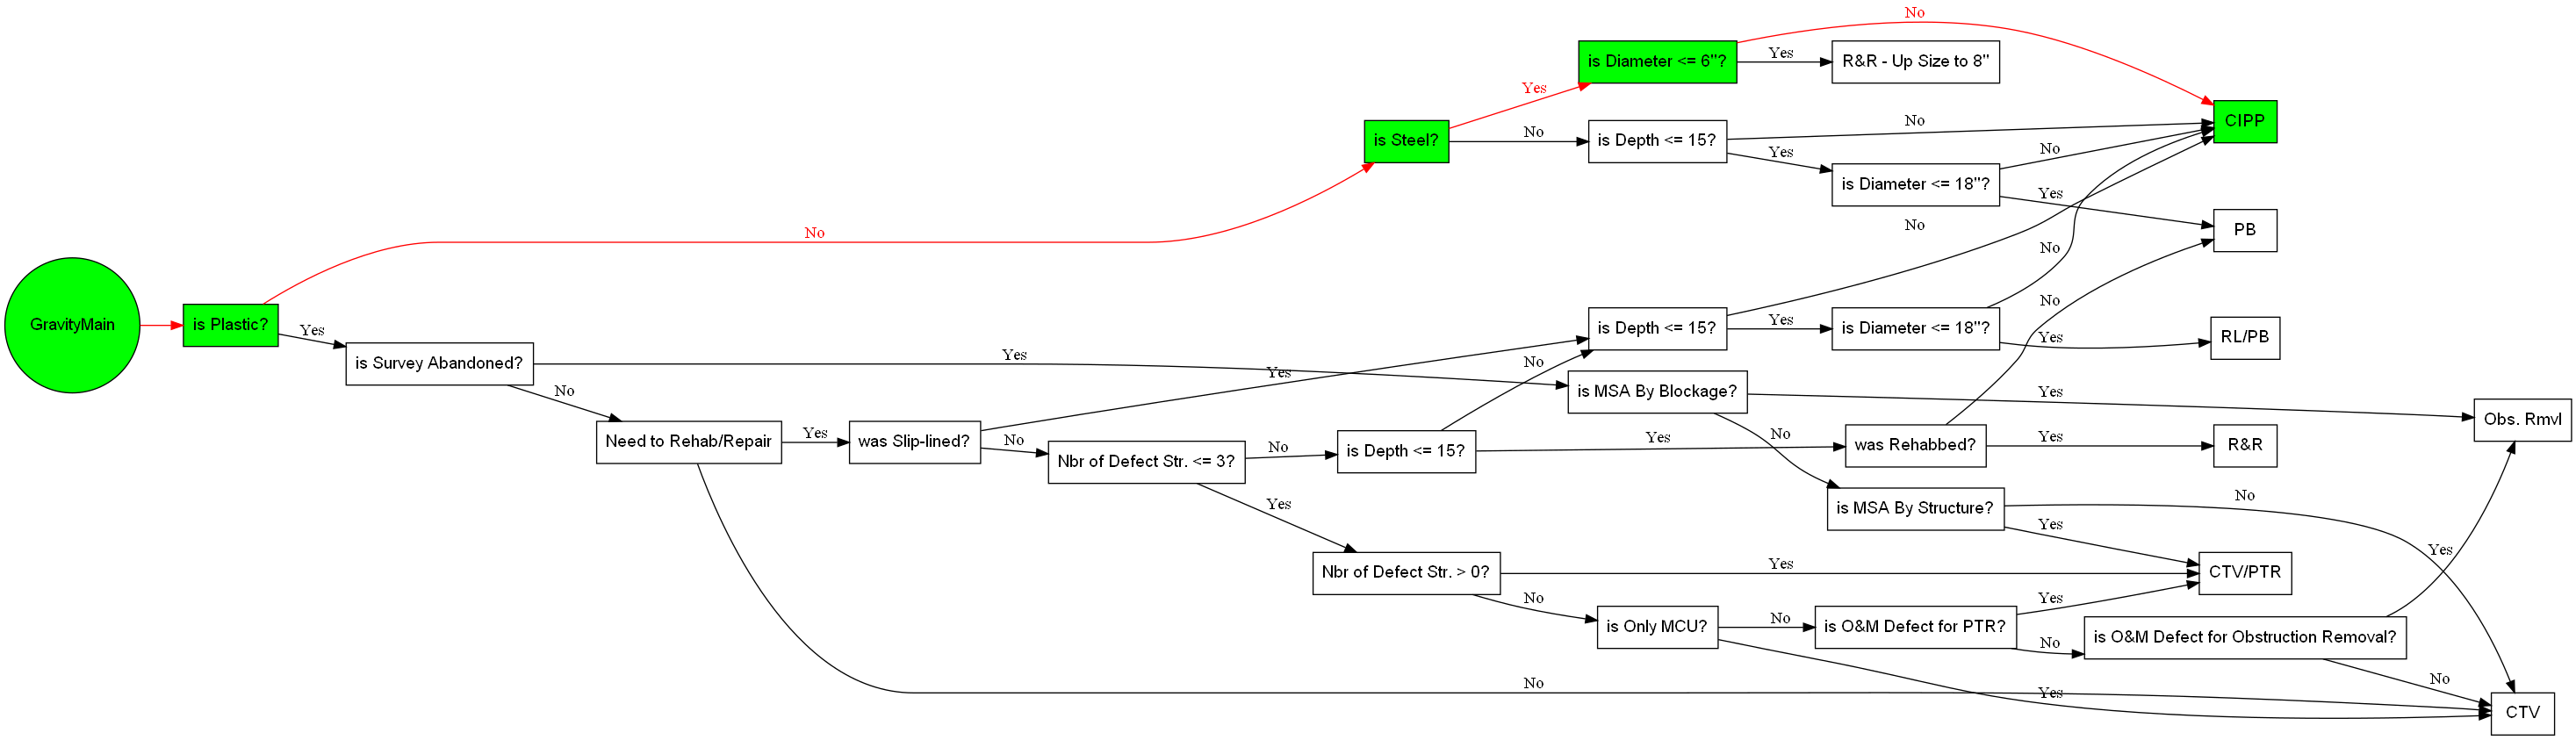 No
is Diameter <= 6"?
Yes
R&R - Up Size to 8"
Yes
is Steel?
No
is Depth <= 15?
No
CIPP
Yes
is Diameter <= 18"?
No
Yes
PB
No
GravityMain
is Plastic?
Yes
is Survey Abandoned?
Yes
No
Need to Rehab/Repair
Yes
was Slip-lined?
Yes
No
Nbr of Defect Str. <= 3?
No
is Depth <= 15?
No
Yes
is Depth <= 15?
No
Yes
is Diameter <= 18"?
No
Yes
RL/PB
is MSA By Blockage?
Yes
No
Obs. Rmvl
was Rehabbed?
No
Yes
R&R
is MSA By Structure?
No
Yes
Yes
Nbr of Defect Str. > 0?
Yes
CTV/PTR
No
is Only MCU?
No
is O&M Defect for PTR?
Yes
No
is O&M Defect for Obstruction Removal?
Yes
No
No
Yes
CTV